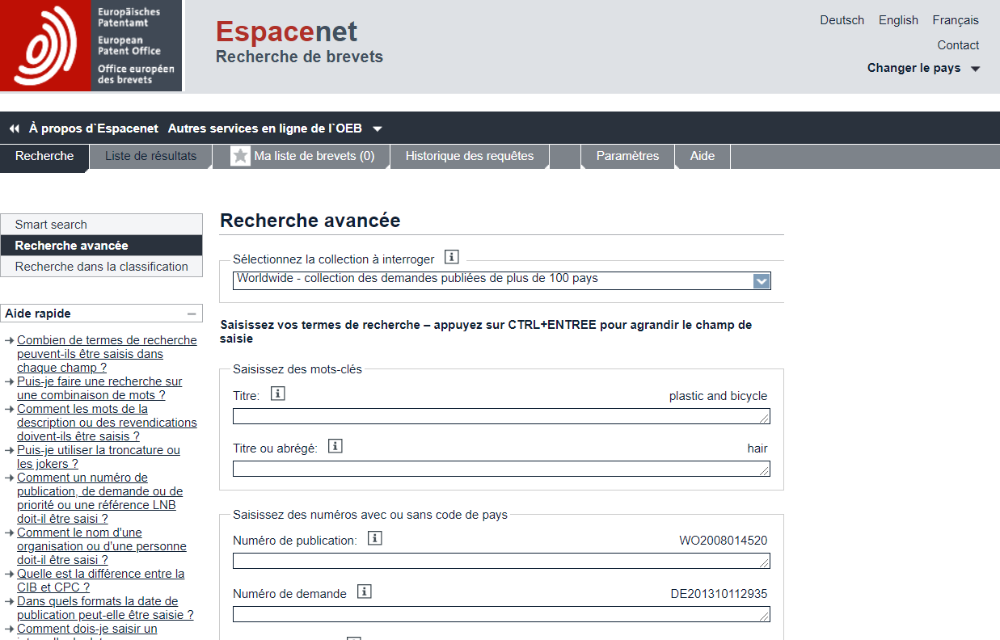 Europäisches
Patentamt
European
Patent Office
Office européen
des brevets
Espacenet
Recherche de brevets
Deutsch English Français
Contact
Changer le pays
À propos d`Espacenet Autres services en ligne de l`OEB
Recherche Liste de résultats Ma liste de brevets (0) Historique des requêtes Paramètres Aide
Smart search
Recherche avancée
Recherche dans la classification
Aide rapide
Combien de termes de recherche
peuvent-ils être saisis dans
chaque champ ?
Puis-je faire une recherche sur
une combinaison de mots ?
Comment les mots de la
description ou des revendications
doivent-ils être saisis ?
Puis-je utiliser la troncature ou
les jokers ?
Comment un numéro de
publication, de demande ou de
priorité ou une référence LNB
doit-il être saisi ?
Comment le nom d'une
organisation ou d'une personne
doit-il être saisi ?
Quelle est la différence entre la
CIB et CPC ?
Dans quels formats la date de
publication peut-elle être saisie ?
Comment dois-je saisir un
Recherche avancée
Sélectionnez la collection à interroger
Worldwide - collection des demandes publiées de plus de 100 pays
Saisissez vos termes de recherche – appuyez sur CTRL+ENTREE pour agrandir le champ de
saisie
Saisissez des mots-clés
Titre: plastic and bicycle
Titre ou abrégé: hair
Saisissez des numéros avec ou sans code de pays
Numéro de publication: WO2008014520
Numéro de demande DE201310112935